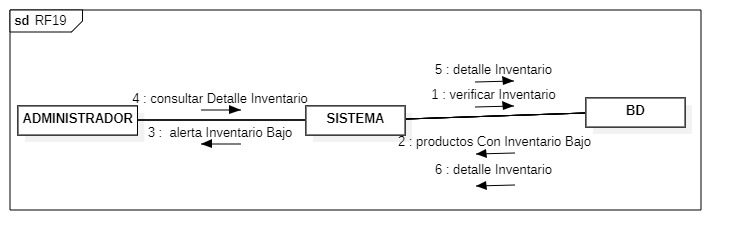 sd RF19
5 : detalle Inventario
4 : consultar Detalle Inventario
1 : verificar Inventario
ADMINISTRADOR
SISTEMA
BD
3 : alerta Inventario Bajo
2 : productos Con Inventario Bajo
6 : detalle Inventario